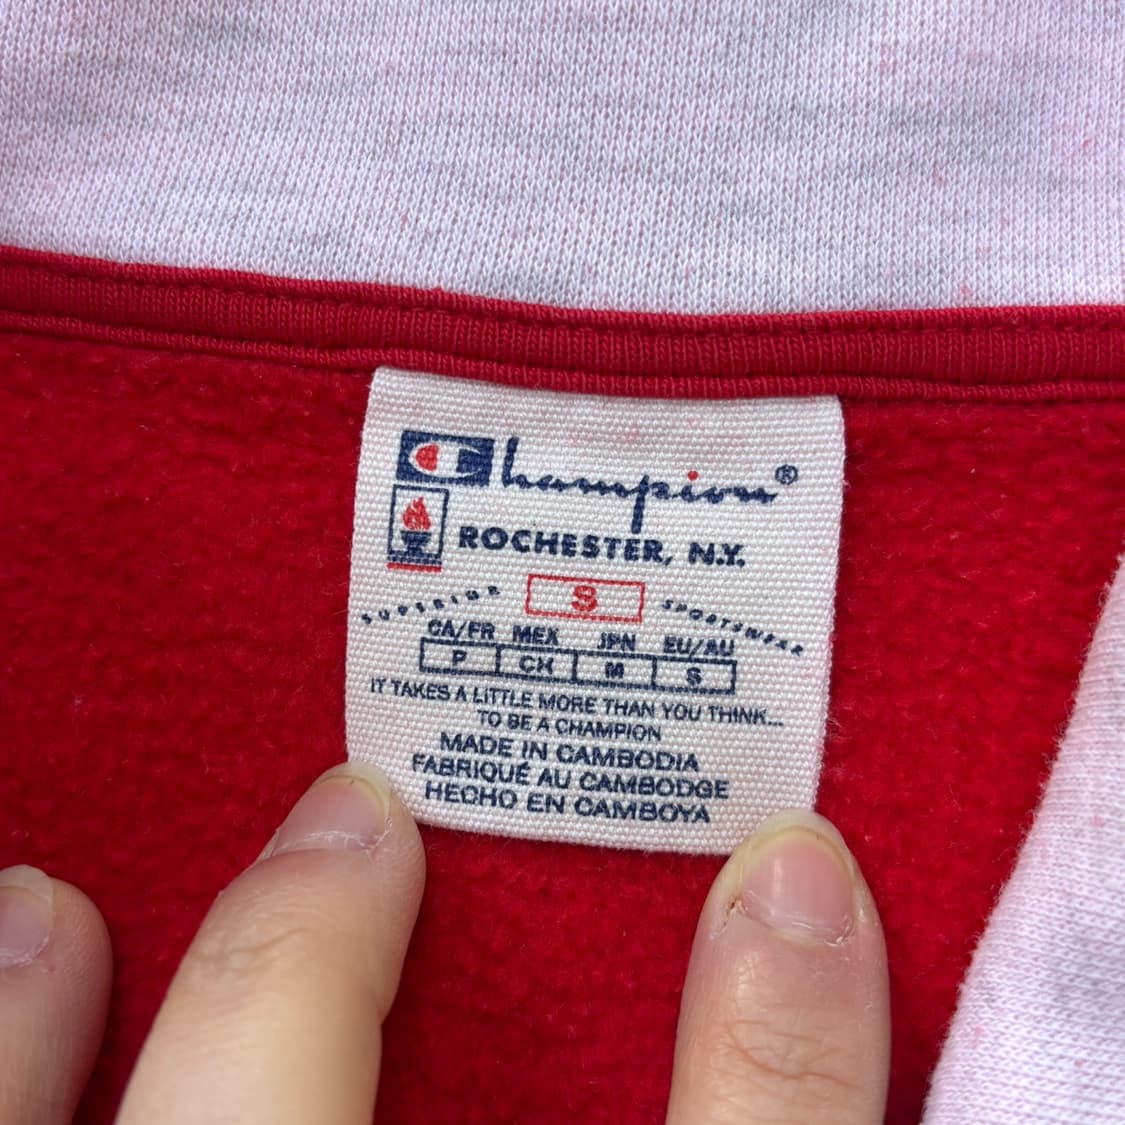 Champion®
ROCHESTER, N.Y.
SUPERIOR S SPORTSWEAR
CA/FR MEX JPN EU/AU
P CH M S
IT TAKES A LITTLE MORE THAN YOU THINK...
TO BE A CHAMPION
MADE IN CAMBODIA
FABRIQUÉ AU CAMBODGE
HECHO EN CAMBOYA